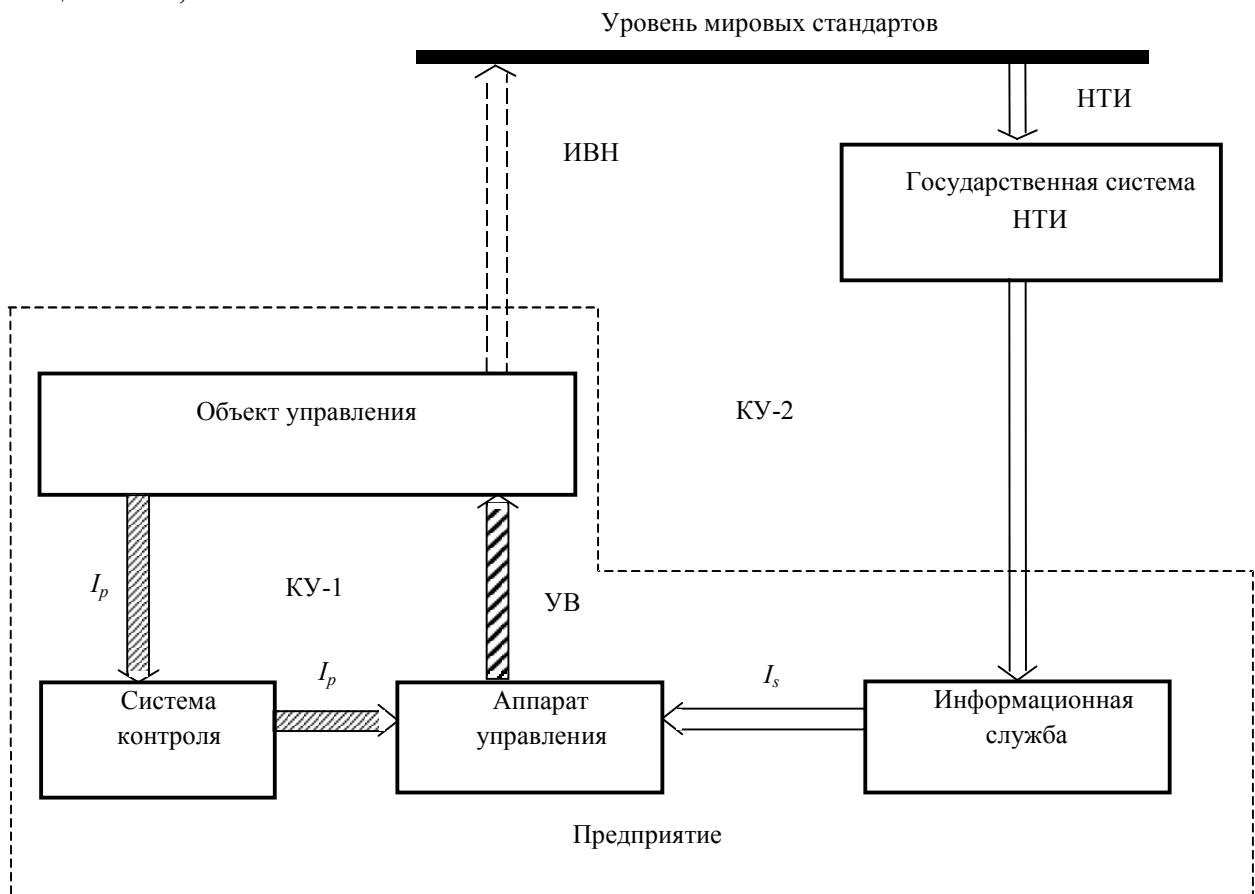 Уровень мировых стандартов
НТИ
ИВН
Государственная система
НТИ
Объект управления
КУ-2
I_p
КУ-1
УВ
I_p
I_s
Система
контроля
Аппарат
управления
Информационная
служба
Предприятие